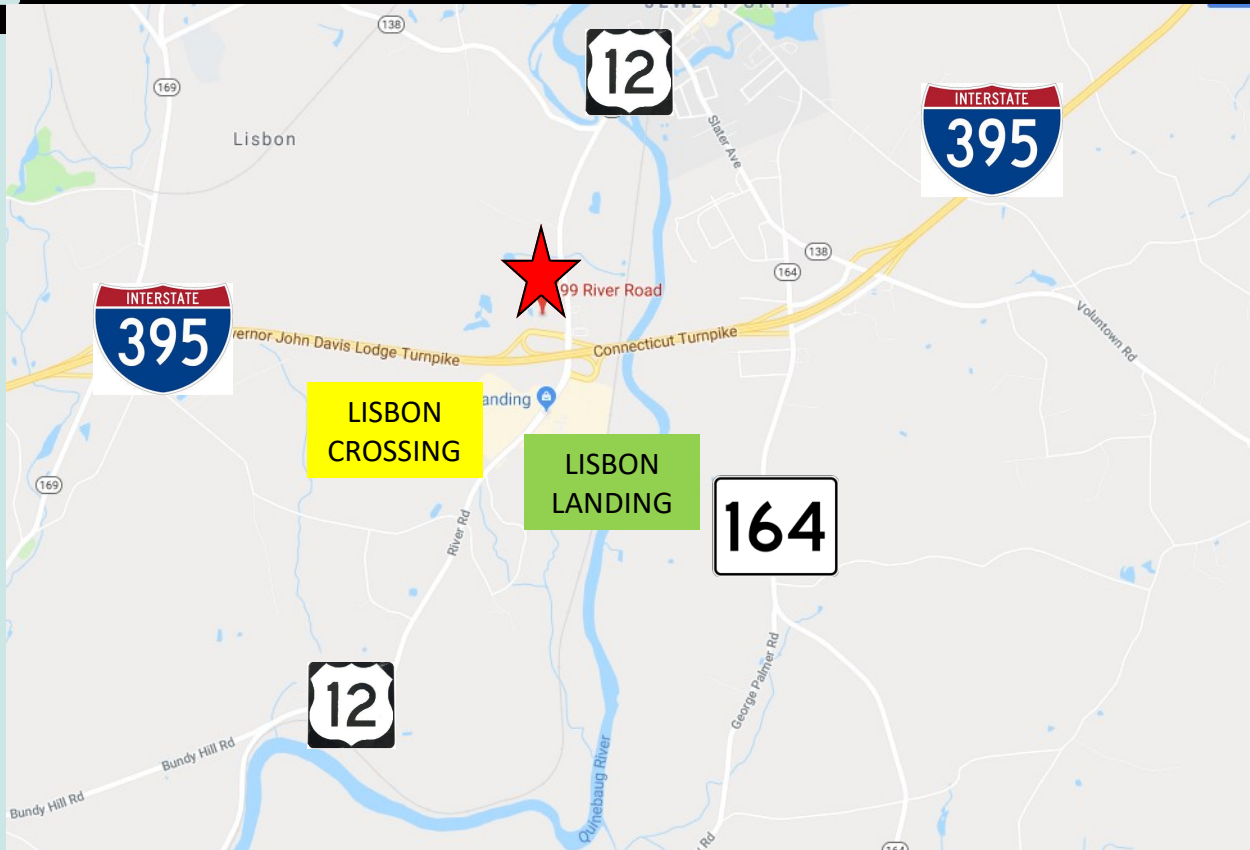 JEWETT CITY
138
12
169
INTERSTATE
395
Lisbon
Slater Ave
138
164
99 River Road
INTERSTATE
395
Voluntown Rd
ernor John Davis Lodge Turnpike
Connecticut Turnpike
LISBON
CROSSING
anding
LISBON
LANDING
169
River Rd
164
12
George Palmer Rd
Bundy Hill Rd
Quinebaug River
Bundy Hill Rd
Rd
164